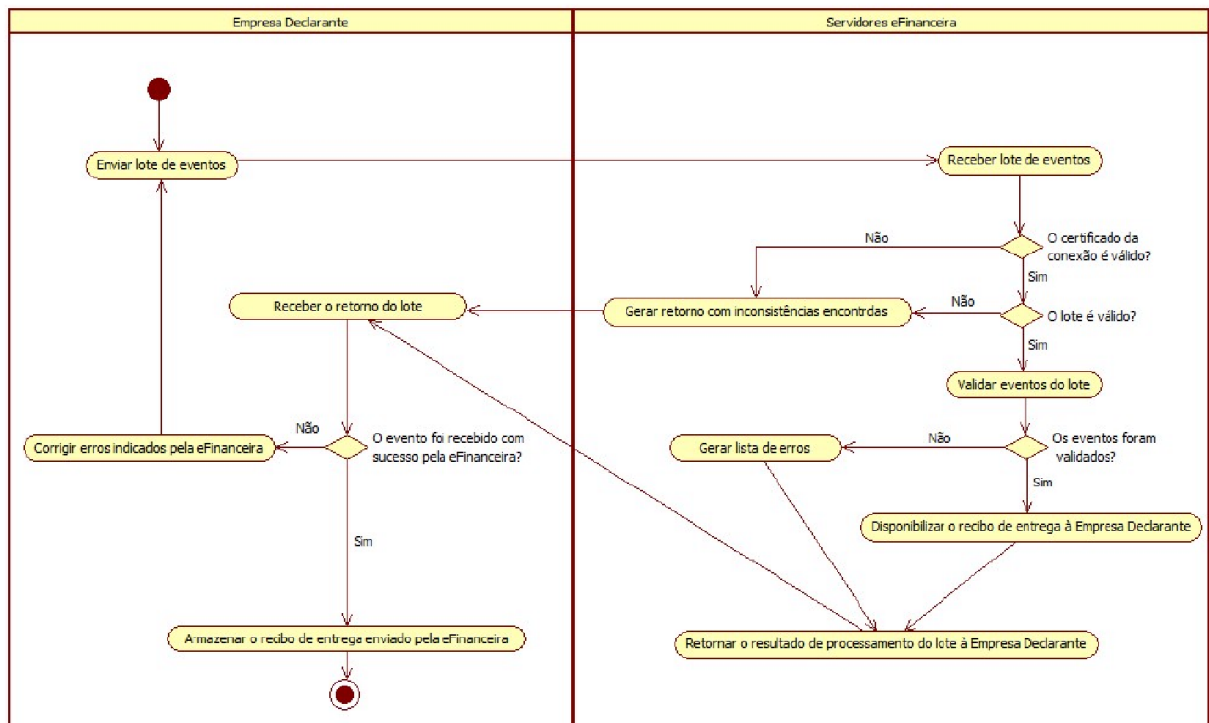 Empresa Declarante
Servidores eFinanceira
Enviar lote de eventos
Receber lote de eventos
Não
O certificado da
conexão é válido?
Sim
Receber o retorno do lote
Gerar retorno com inconsistências encontrdas
Não
O lote é válido?
Sim
Validar eventos do lote
Corrigir erros indicados pela eFinanceira
Não
O evento foi recebido com
sucesso pela eFinanceira?
Gerar lista de erros
Não
Os eventos foram
validados?
Sim
Disponibilizar o recibo de entrega à Empresa Declarante
Sim
Armazenar o recibo de entrega enviado pela eFinanceira
Retornar o resultado de processamento do lote à Empresa Declarante